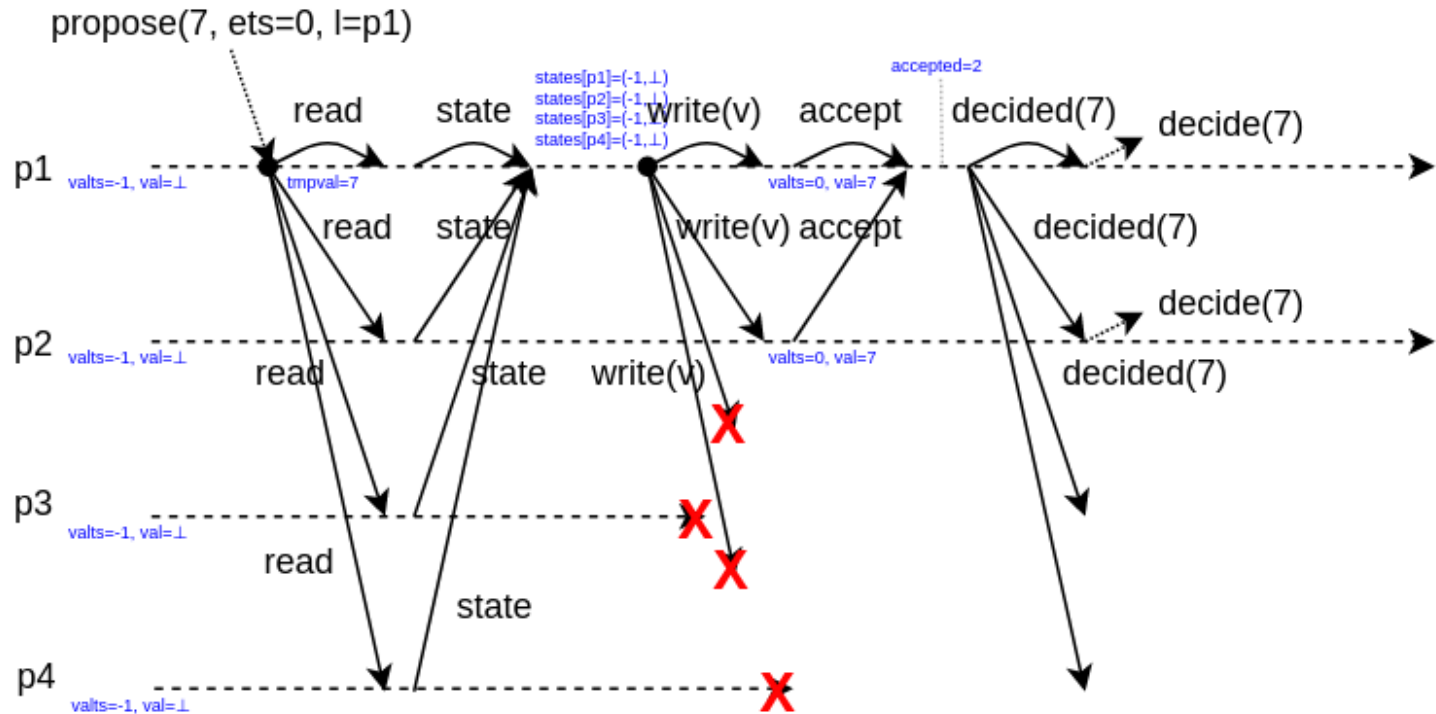 propose(7, ets=0, l=p1)
states[p1]=(-1,⊥)
states[p2]=(-1,⊥)
states[p3]=(-1,⊥)
states[p4]=(-1,⊥)
accepted=2
read
state
write(v)
accept
decided(7)
decide(7)
p1
valts=-1, val=⊥
tmpval=7
valts=0, val=7
read
state
write(v)
accept
decided(7)
decide(7)
p2
valts=-1, val=⊥
valts=0, val=7
read
state
write(v)
decided(7)
X
p3
X
valts=-1, val=⊥
read
X
state
p4
X
valts=-1, val=⊥